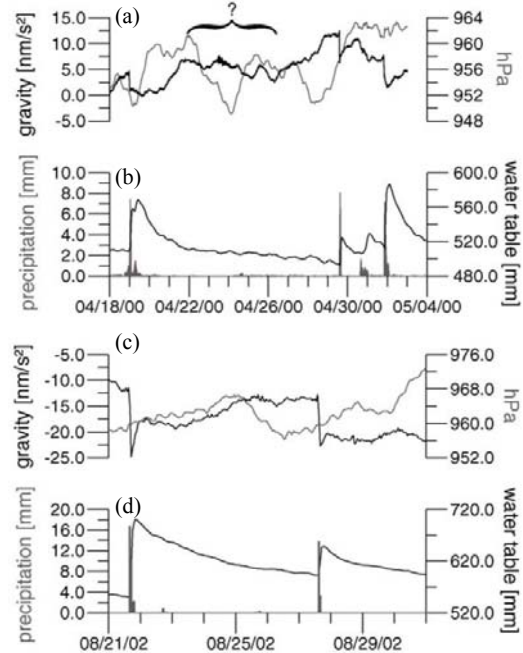 (a)
?
gravity [nm/s²]
15.0
10.0
5.0
0.0
-5.0
964
960
956
952
948
hPa
(b)
precipitation [mm]
10.0
8.0
6.0
4.0
2.0
0.0
600.0
560.0
520.0
480.0
water table [mm]
04/18/00 04/22/00 04/26/00 04/30/00 05/04/00
(c)
gravity [nm/s²]
-5.0
-10.0
-15.0
-20.0
-25.0
976.0
968.0
960.0
952.0
hPa
(d)
precipitation [mm]
20.0
16.0
12.0
8.0
4.0
0.0
720.0
620.0
520.0
water table [mm]
08/21/02 08/25/02 08/29/02